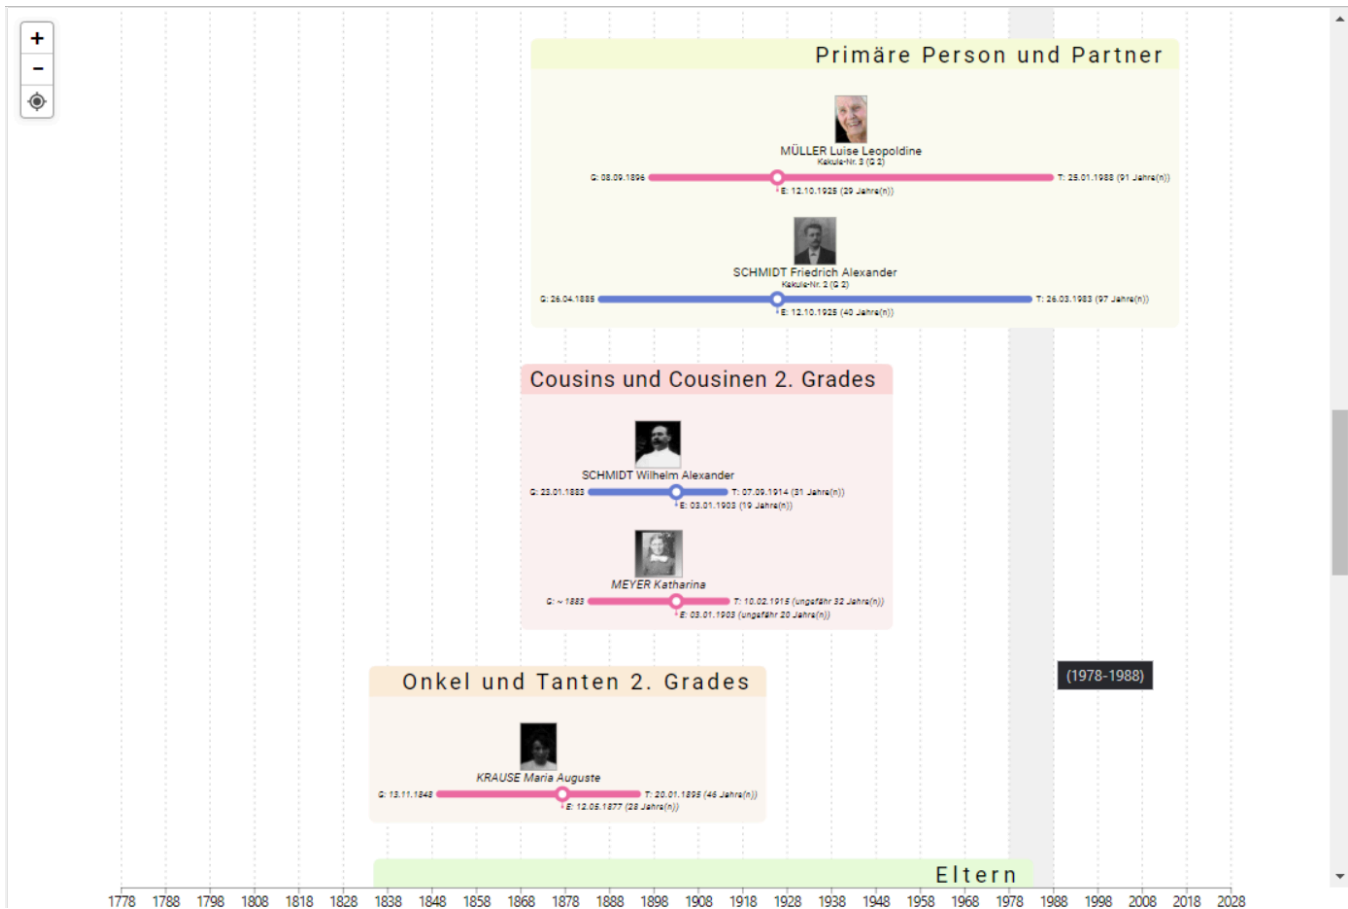 +
−
Primäre Person und Partner
MÜLLER Luise Leopoldine
Kekule-Nr. 3 (G 2)
G: 08.09.1896
T: 25.01.1988 (91 Jahre(n))
E: 12.10.1925 (29 Jahre(n))
SCHMIDT Friedrich Alexander
Kekule-Nr. 2 (G 2)
G: 26.04.1885
T: 26.03.1983 (97 Jahre(n))
E: 12.10.1925 (40 Jahre(n))
Cousins und Cousinen 2. Grades
SCHMIDT Wilhelm Alexander
G: 23.01.1883
T: 07.09.1914 (31 Jahre(n))
E: 03.01.1903 (19 Jahre(n))
MEYER Katharina
G: ~ 1883
T: 10.02.1915 (ungefähr 32 Jahre(n))
E: 03.01.1903 (ungefähr 20 Jahre(n))
Onkel und Tanten 2. Grades
(1978-1988)
KRAUSE Maria Auguste
G: 13.11.1848
T: 20.01.1895 (46 Jahre(n))
E: 12.05.1877 (28 Jahre(n))
Eltern
1778 1788 1798 1808 1818 1828 1838 1848 1858 1868 1878 1888 1898 1908 1918 1928 1938 1948 1958 1968 1978 1988 1998 2008 2018 2028